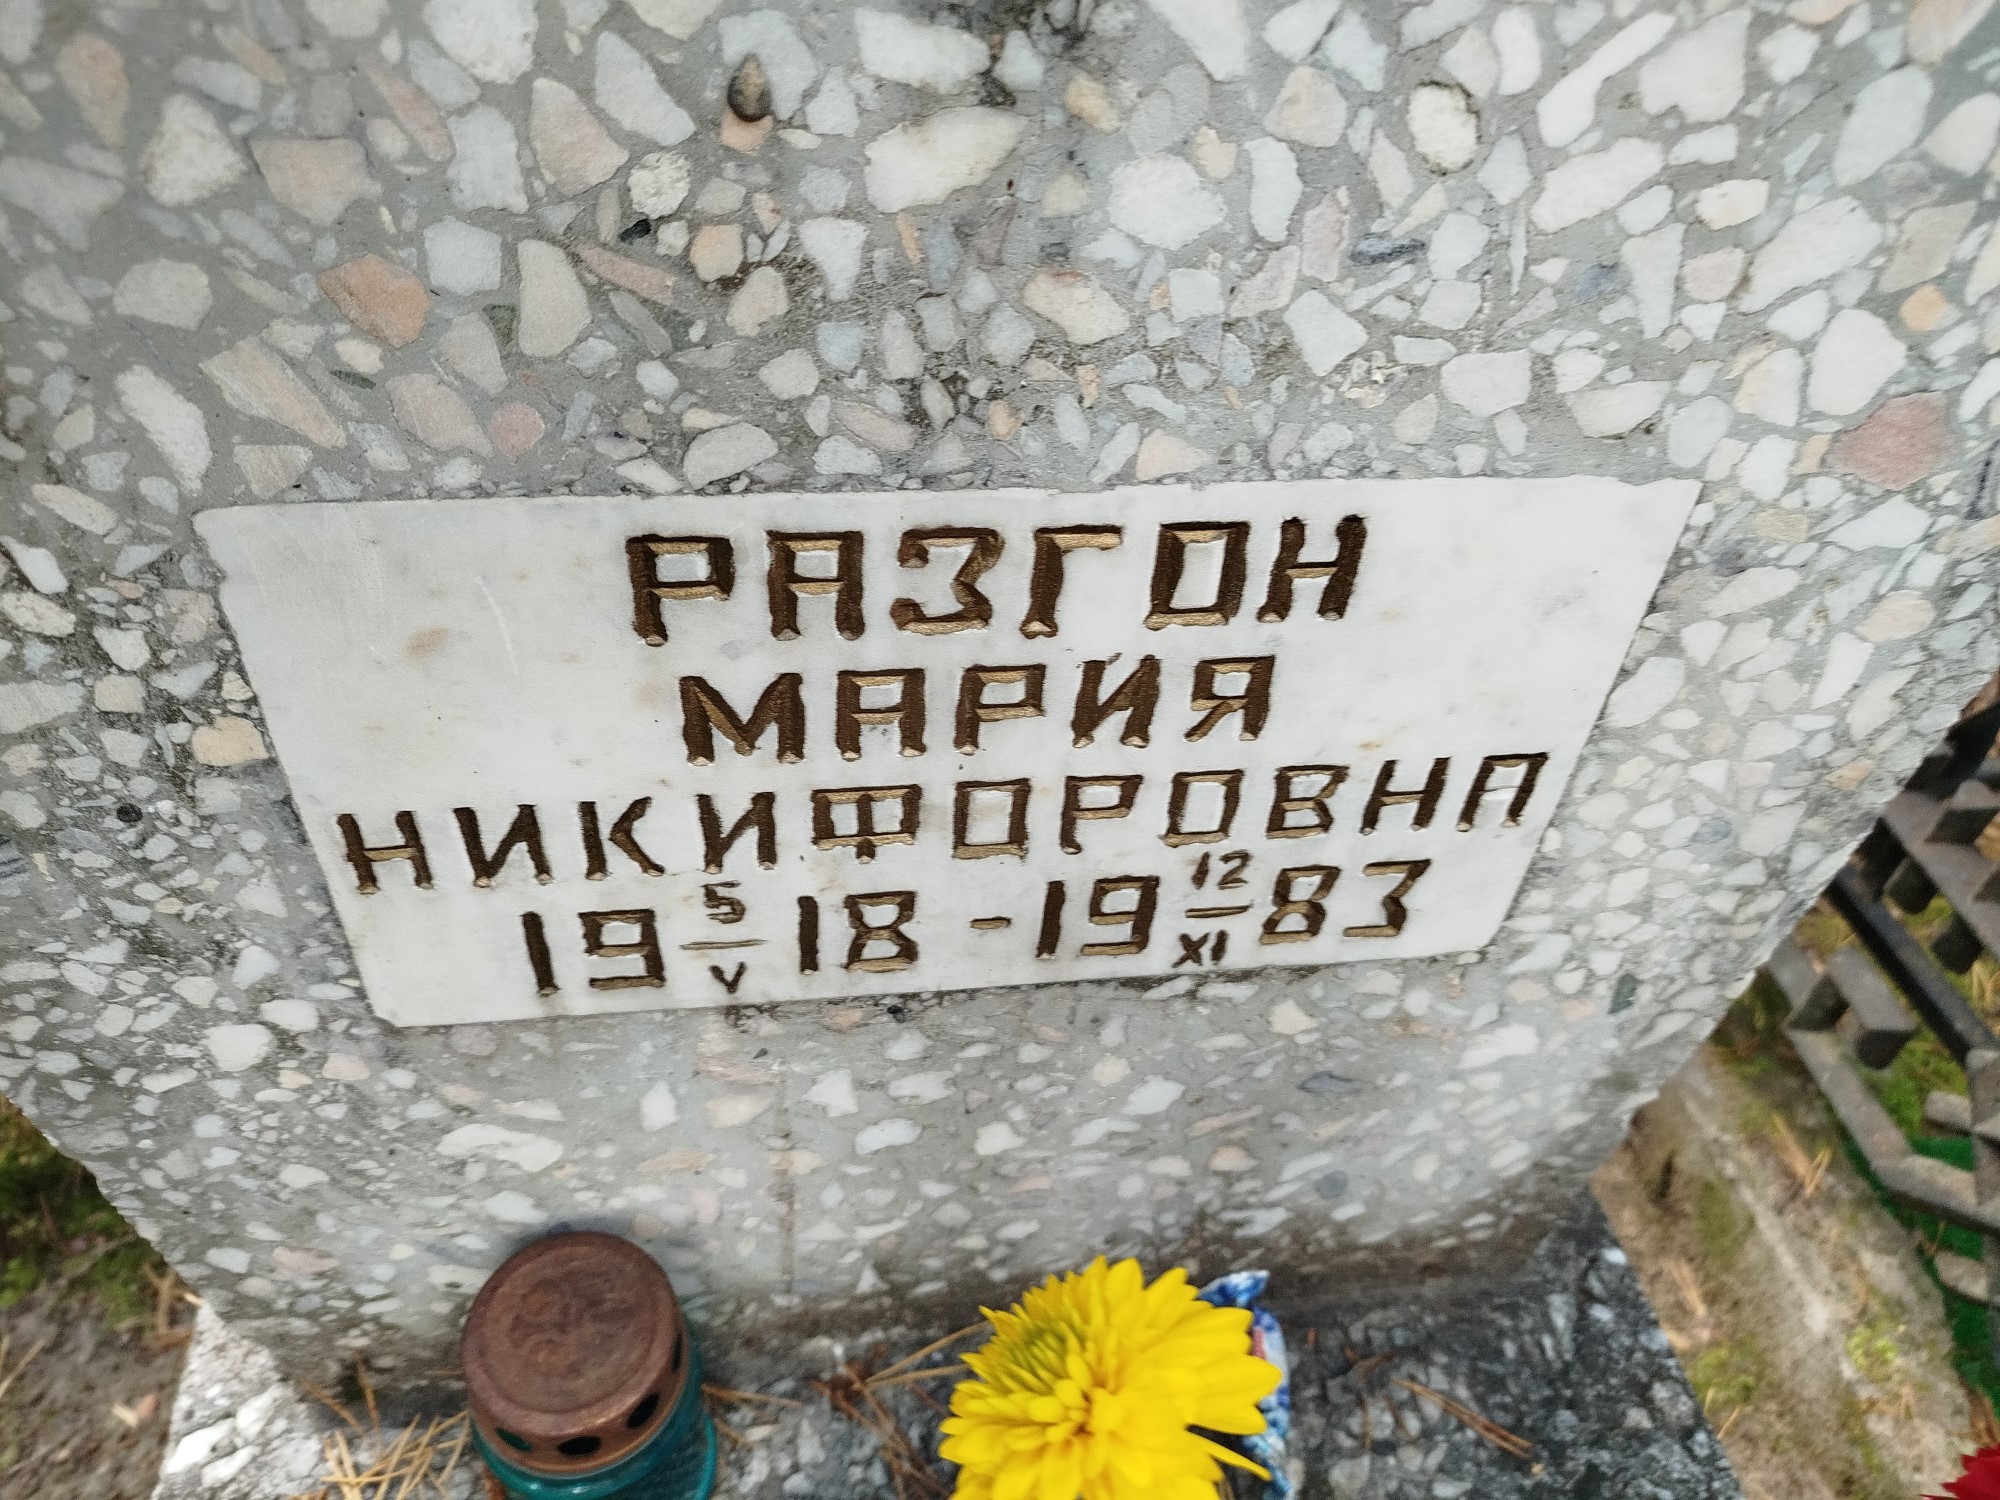 РАЗГОН
МАРИЯ
НИКИФОРОВНА
19 5/V 18 - 19 12/XI 83